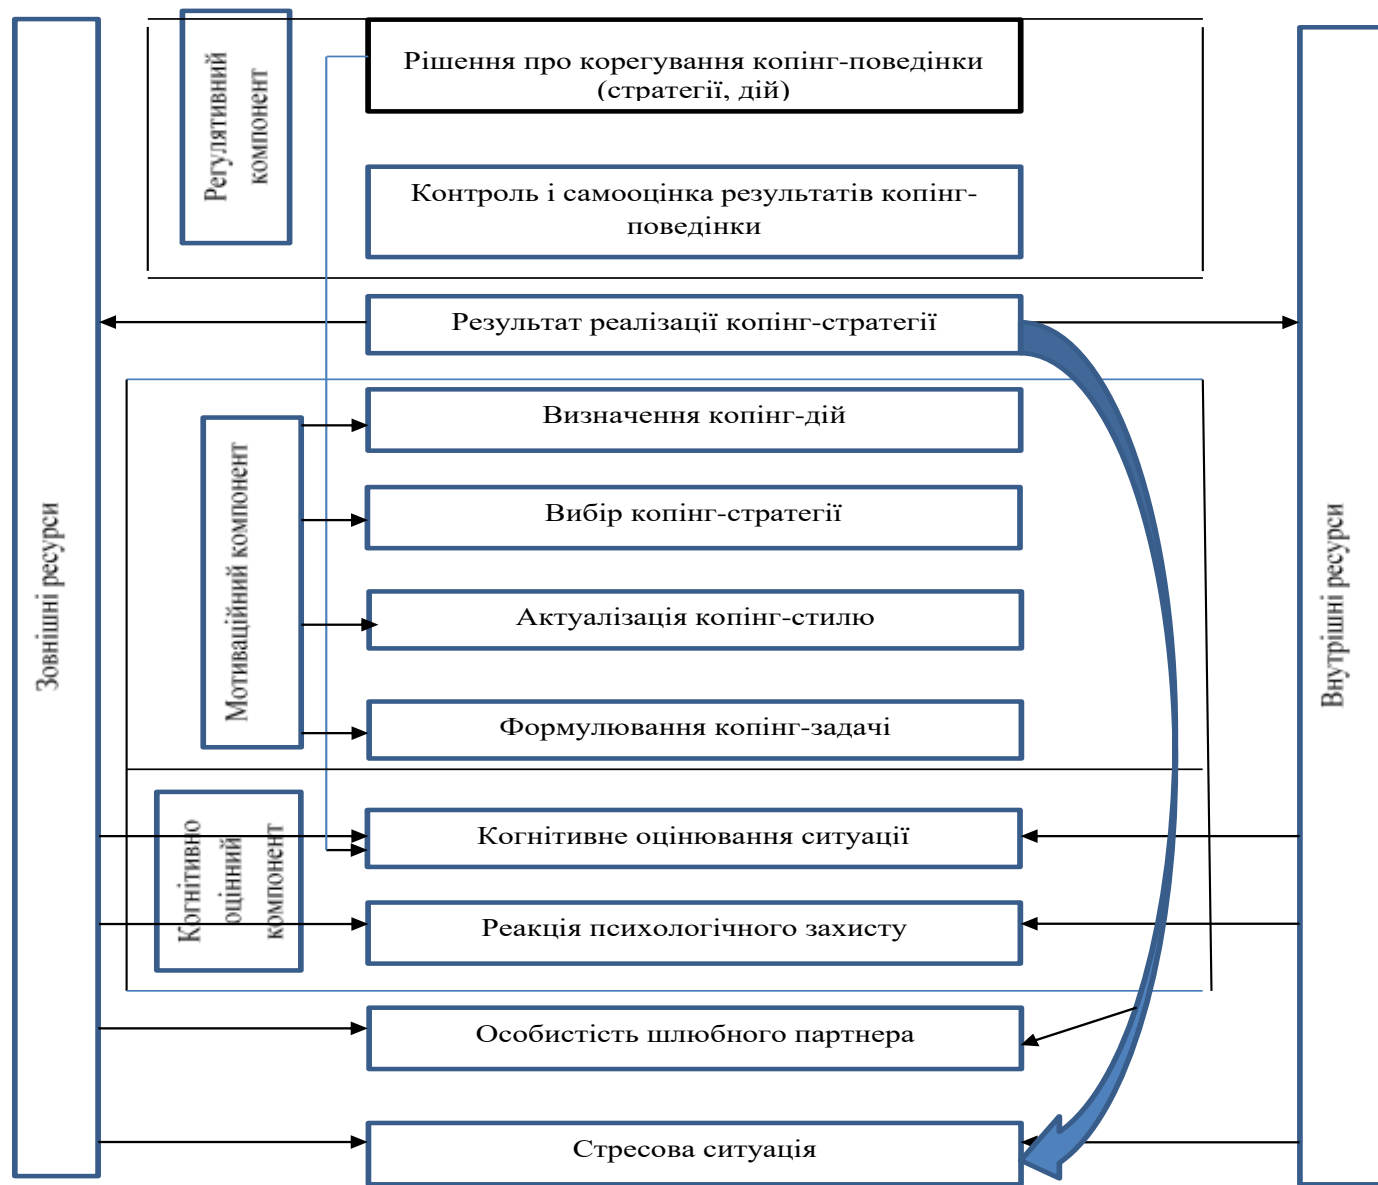 Зовнішні ресурси
Регулятивний
компонент
Рішення про корегування копінг-поведінки
(стратегії, дій)
Контроль і самооцінка результатів копінг-
поведінки
Результат реалізації копінг-стратегії
Мотиваційний компонент
Визначення копінг-дій
Вибір копінг-стратегії
Актуалізація копінг-стилю
Формулювання копінг-задачі
Когнітивно
оцінний
компонент
Когнітивне оцінювання ситуації
Реакція психологічного захисту
Особистість шлюбного партнера
Стресова ситуація
Внутрішні ресурси